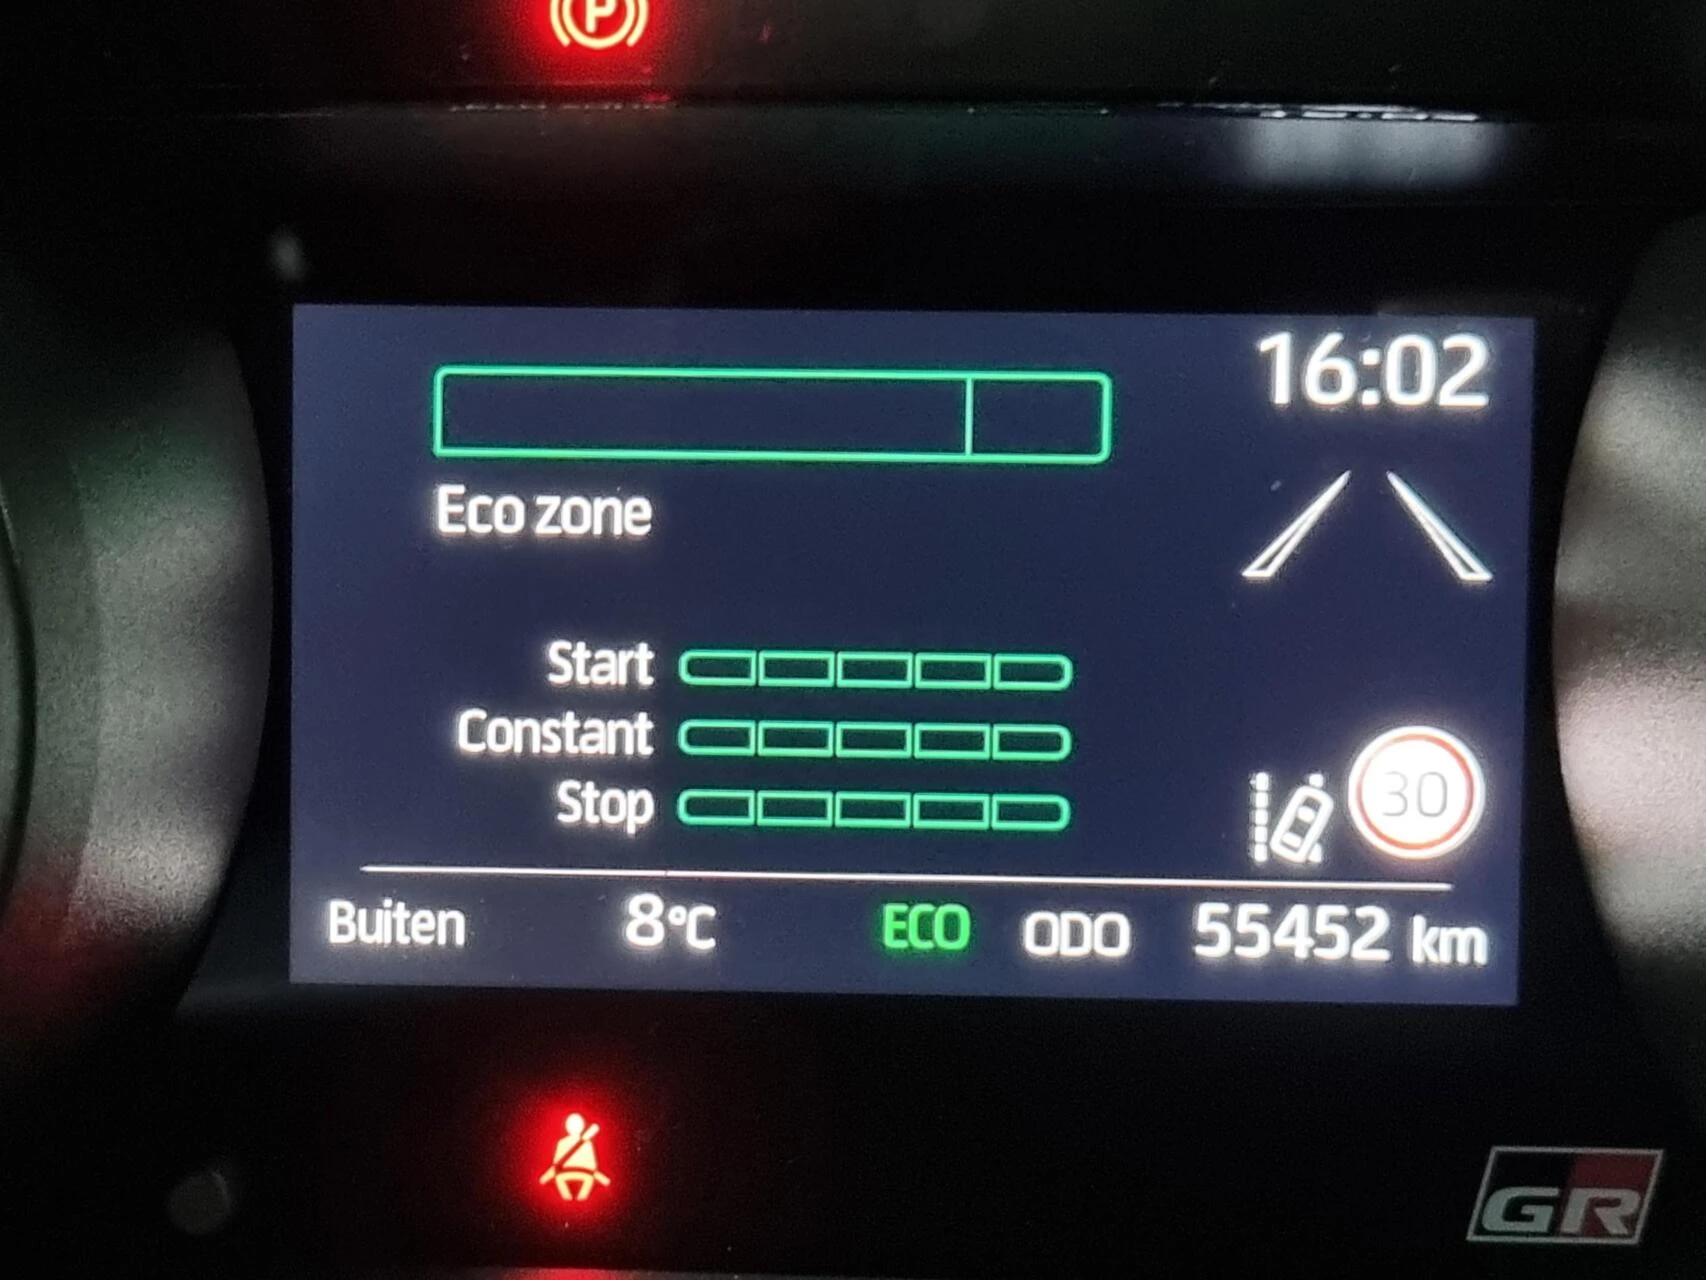 P
16:02
Eco zone
Start
Constant
Stop
30
Buiten 8°C ECO ODO 55452 km
GR